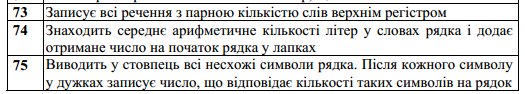 73 Записує всі речення з парною кількістю слів верхнім регістром
74 Знаходить середнє арифметичне кількості літер у словах рядка і додає
отримане число на початок рядка у лапках
75 Виводить у стовпець всі несхожі символи рядка. Після кожного символу
у дужках записує число, що відповідає кількості таких символів на рядок